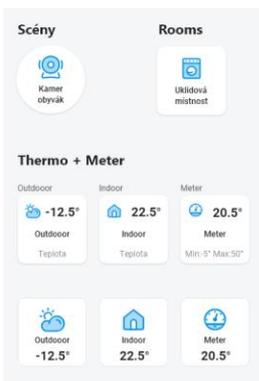 Scény
Rooms
Kamer
obyvák
Uklidová
místnost
Thermo + Meter
Outdooor
Indoor
Meter
-12.5°
22.5°
20.5°
Outdooor
Indoor
Meter
Teplota
Teplota
Min:-5° Max:50°
Outdooor
Indoor
Meter
-12.5°
22.5°
20.5°